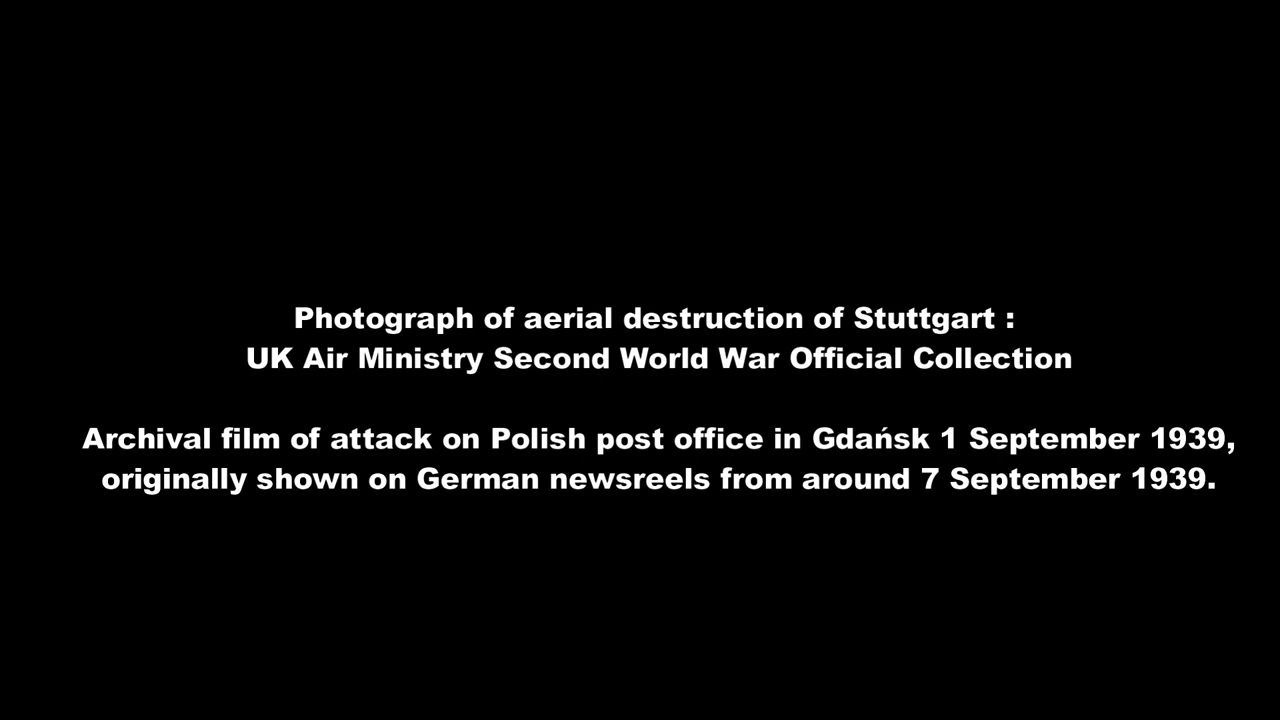 Photograph of aerial destruction of Stuttgart :
UK Air Ministry Second World War Official Collection
Archival film of attack on Polish post office in Gdańsk 1 September 1939,
originally shown on German newsreels from around 7 September 1939.